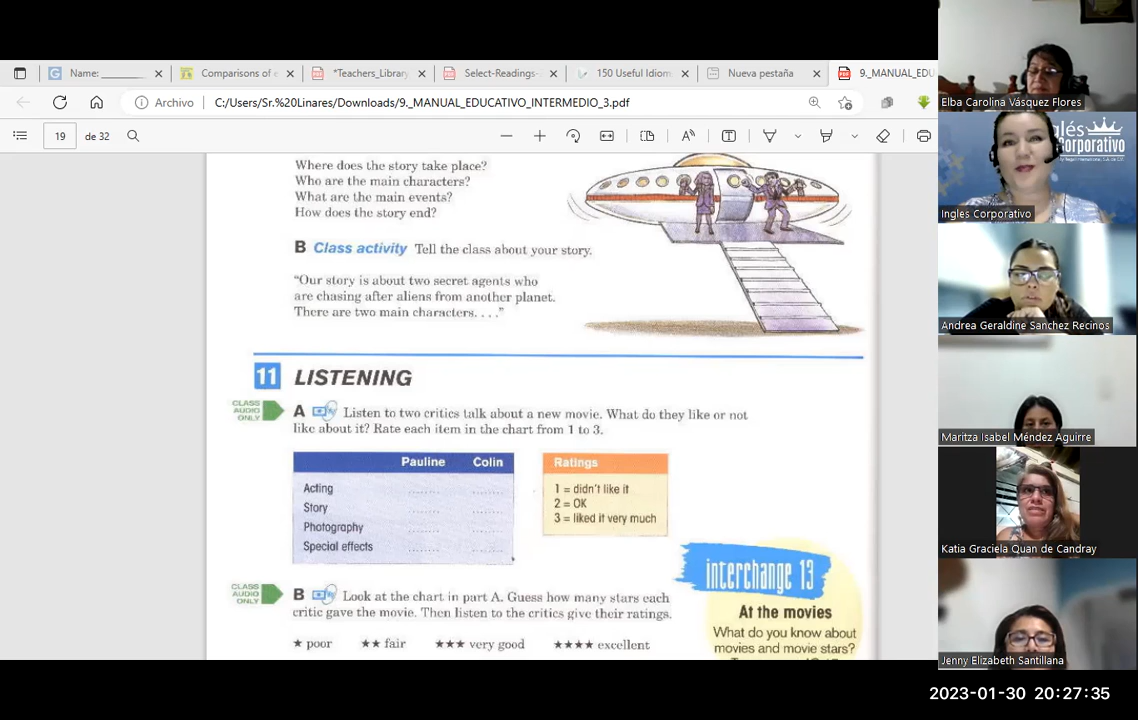 Name: ________
Comparisons of e
*Teachers_Library
Select-Readings-
150 Useful Idiom
Nueva pestaña
9._MANUAL_EDU
Archivo
C:/Users/Sr.%20Linares/Downloads/9._MANUAL_EDUCATIVO_INTERMEDIO_3.pdf
19
de 32
Where does the story take place?
Who are the main characters?
What are the main events?
How does the story end?
B Class activity Tell the class about your story.
"Our story is about two secret agents who
are chasing after aliens from another planet.
There are two main characters. . . ."
11 LISTENING
CLASS
AUDIO
ONLY
A Listen to two critics talk about a new movie. What do they like or not
like about it? Rate each item in the chart from 1 to 3.
Pauline Colin
Acting
Story
Photography
Special effects
Ratings
1 = didn't like it
2 = OK
3 = liked it very much
CLASS
AUDIO
ONLY
B Look at the chart in part A. Guess how many stars each
critic gave the movie. Then listen to the critics give their ratings.
★ poor ★★ fair ★★★ very good ★★★★ excellent
interchange 13
At the movies
What do you know about
movies and movie stars?
Elba Carolina Vásquez Flores
glés
orporativo
Ingles Corporativo
Andrea Geraldine Sanchez Recinos
Maritza Isabel Méndez Aguirre
Katia Graciela Quan de Candray
Jenny Elizabeth Santillana
2023-01-30 20:27:35